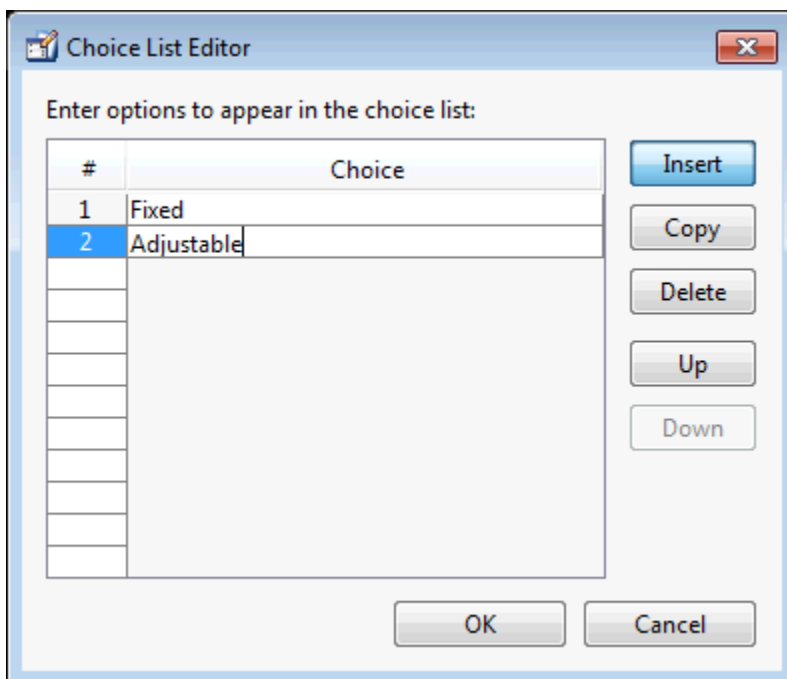 Choice List Editor
Enter options to appear in the choice list:
# Choice
1 Fixed
2 Adjustable
Insert
Copy
Delete
Up
Down
OK Cancel